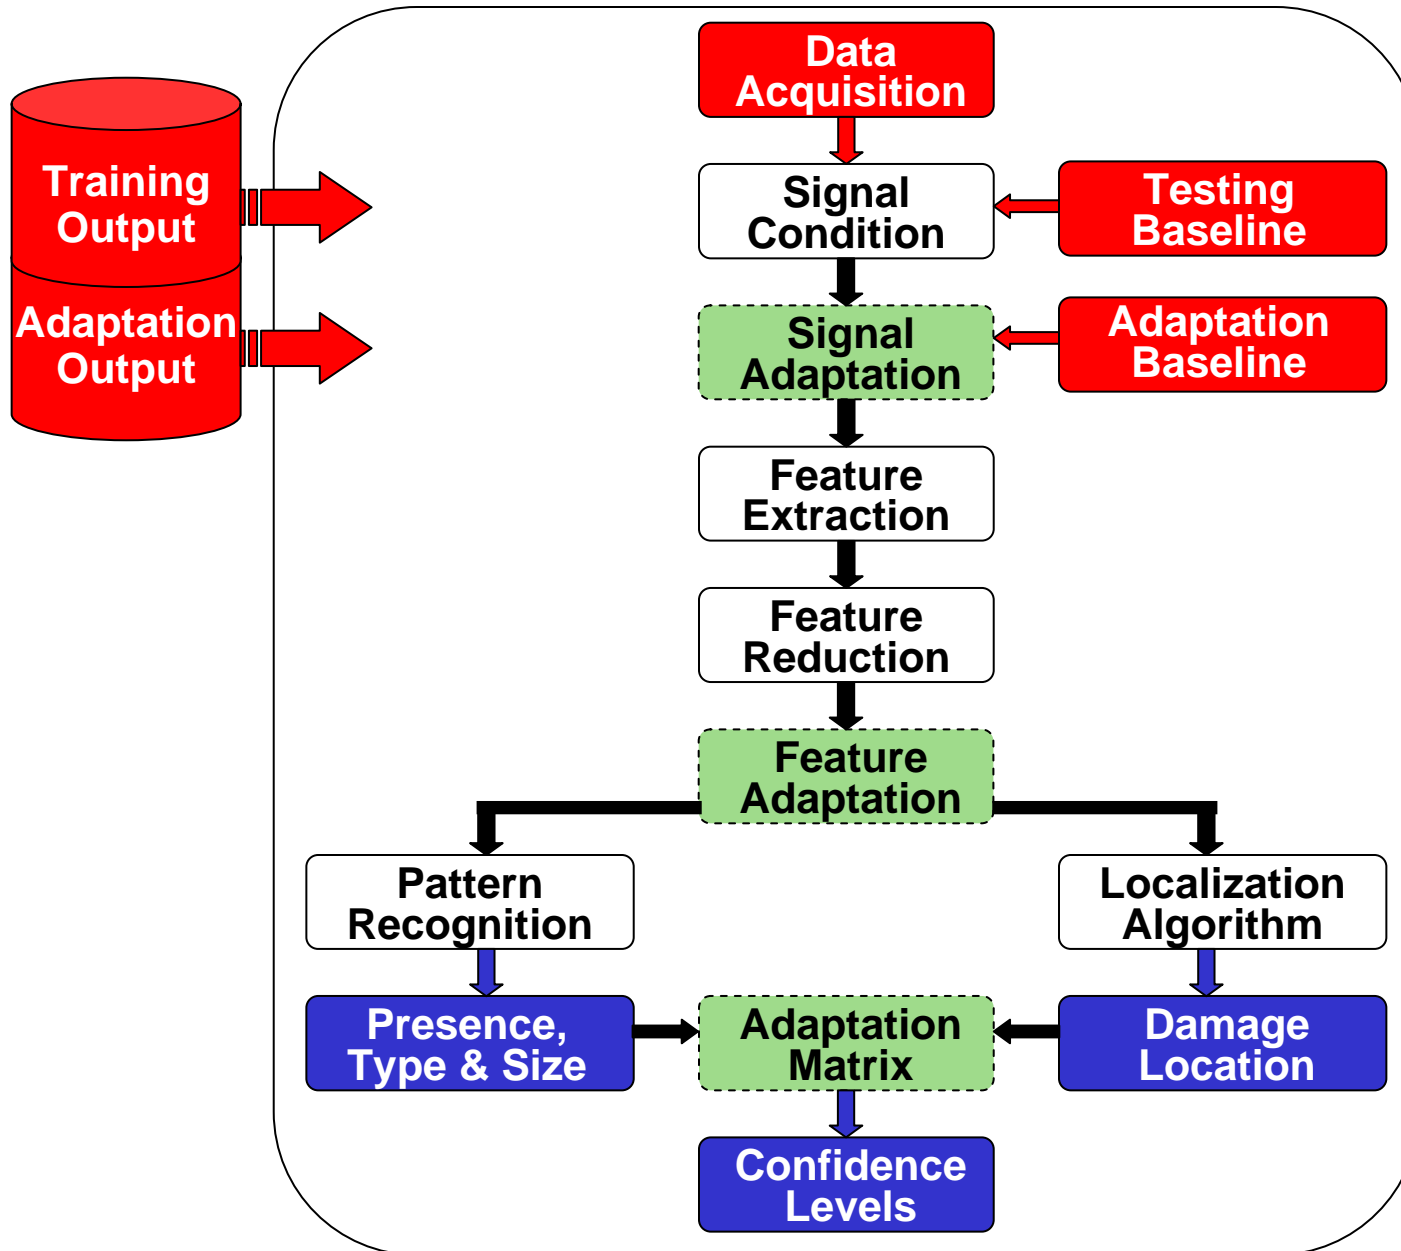 Data
Acquisition
Training
Output
Signal
Condition
Testing
Baseline
Adaptation
Output
Signal
Adaptation
Adaptation
Baseline
Feature
Extraction
Feature
Reduction
Feature
Adaptation
Pattern
Recognition
Localization
Algorithm
Presence,
Type & Size
Adaptation
Matrix
Damage
Location
Confidence
Levels